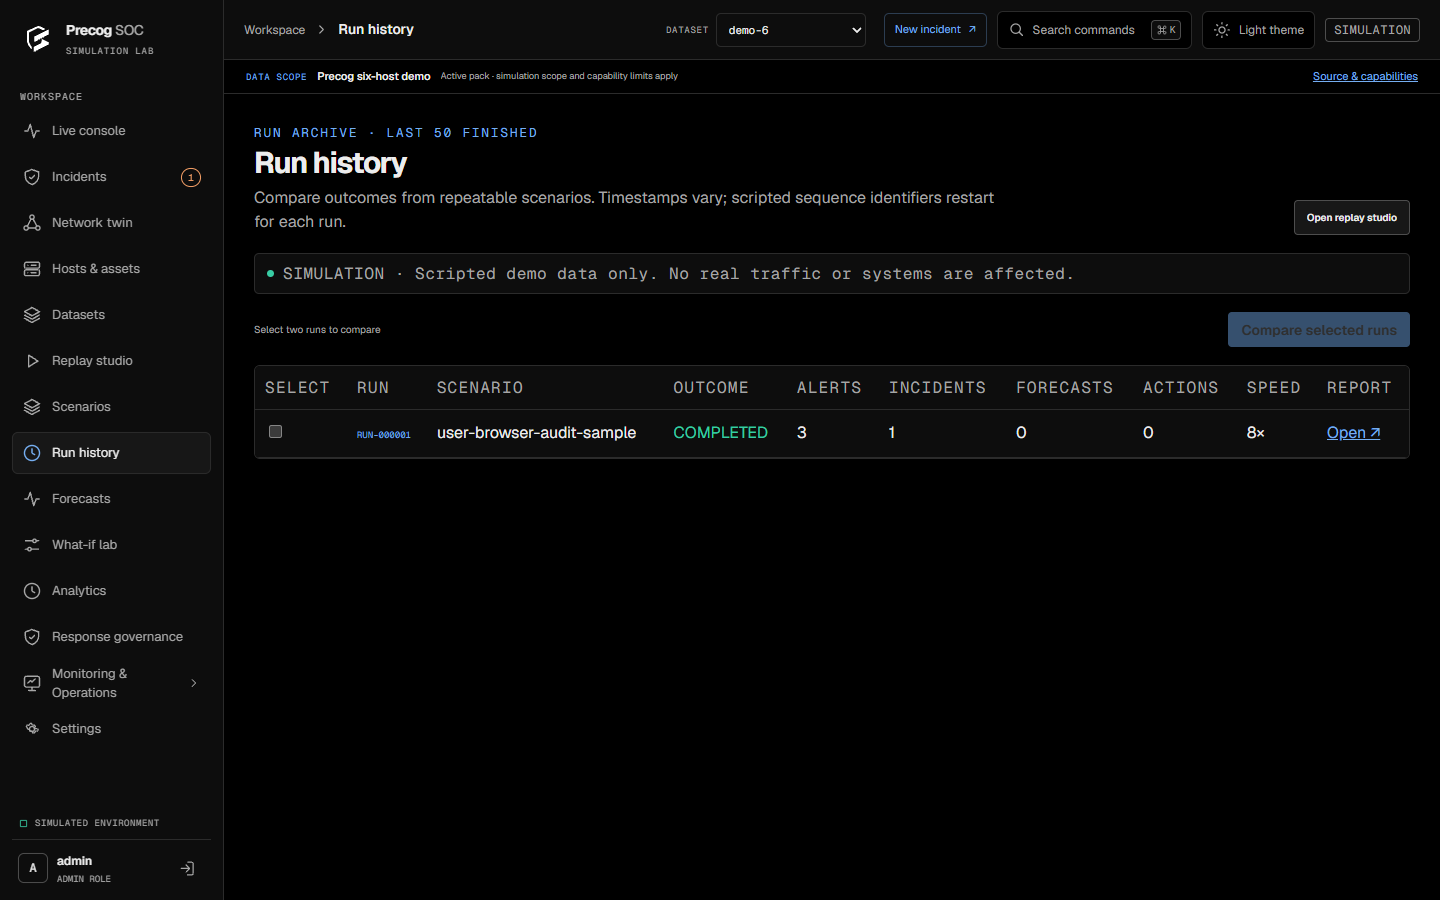 Precog SOC
SIMULATION LAB
WORKSPACE
Live console
Incidents
1
Network twin
Hosts & assets
Datasets
Replay studio
Scenarios
Run history
Forecasts
What-if lab
Analytics
Response governance
Monitoring &
Operations
Settings
SIMULATED ENVIRONMENT
A
admin
ADMIN ROLE
Workspace > Run history
DATASET
demo-6
New incident ↗
Search commands
⌘ K
Light theme
SIMULATION
DATA SCOPE Precog six-host demo Active pack · simulation scope and capability limits apply
Source & capabilities
RUN ARCHIVE · LAST 50 FINISHED
Run history
Compare outcomes from repeatable scenarios. Timestamps vary; scripted sequence identifiers restart
for each run.
Open replay studio
SIMULATION · Scripted demo data only. No real traffic or systems are affected.
Select two runs to compare
Compare selected runs
SELECT RUN SCENARIO OUTCOME ALERTS INCIDENTS FORECASTS ACTIONS SPEED REPORT
RUN-000001 user-browser-audit-sample COMPLETED 3 1 0 0 8× Open ↗